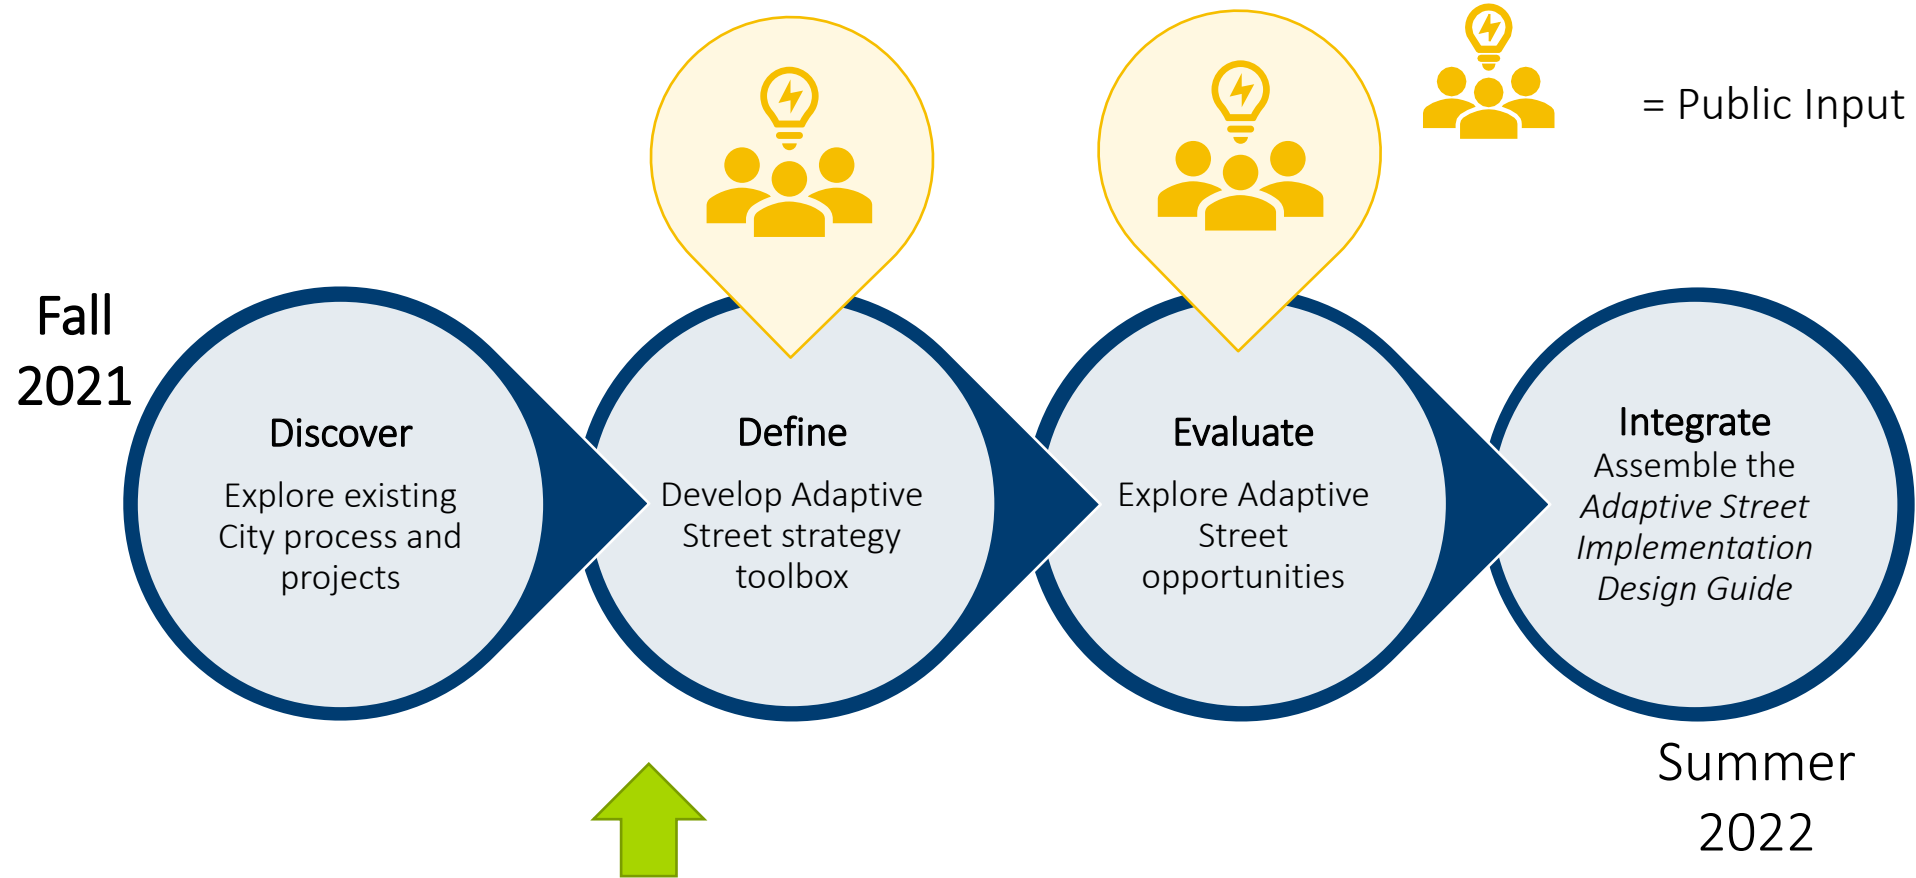 = Public Input
Fall
2021
Discover
Explore existing
City process and
projects
Define
Develop Adaptive
Street strategy
toolbox
Evaluate
Explore Adaptive
Street
opportunities
Integrate
Assemble the
Adaptive Street
Implementation
Design Guide
Summer
2022